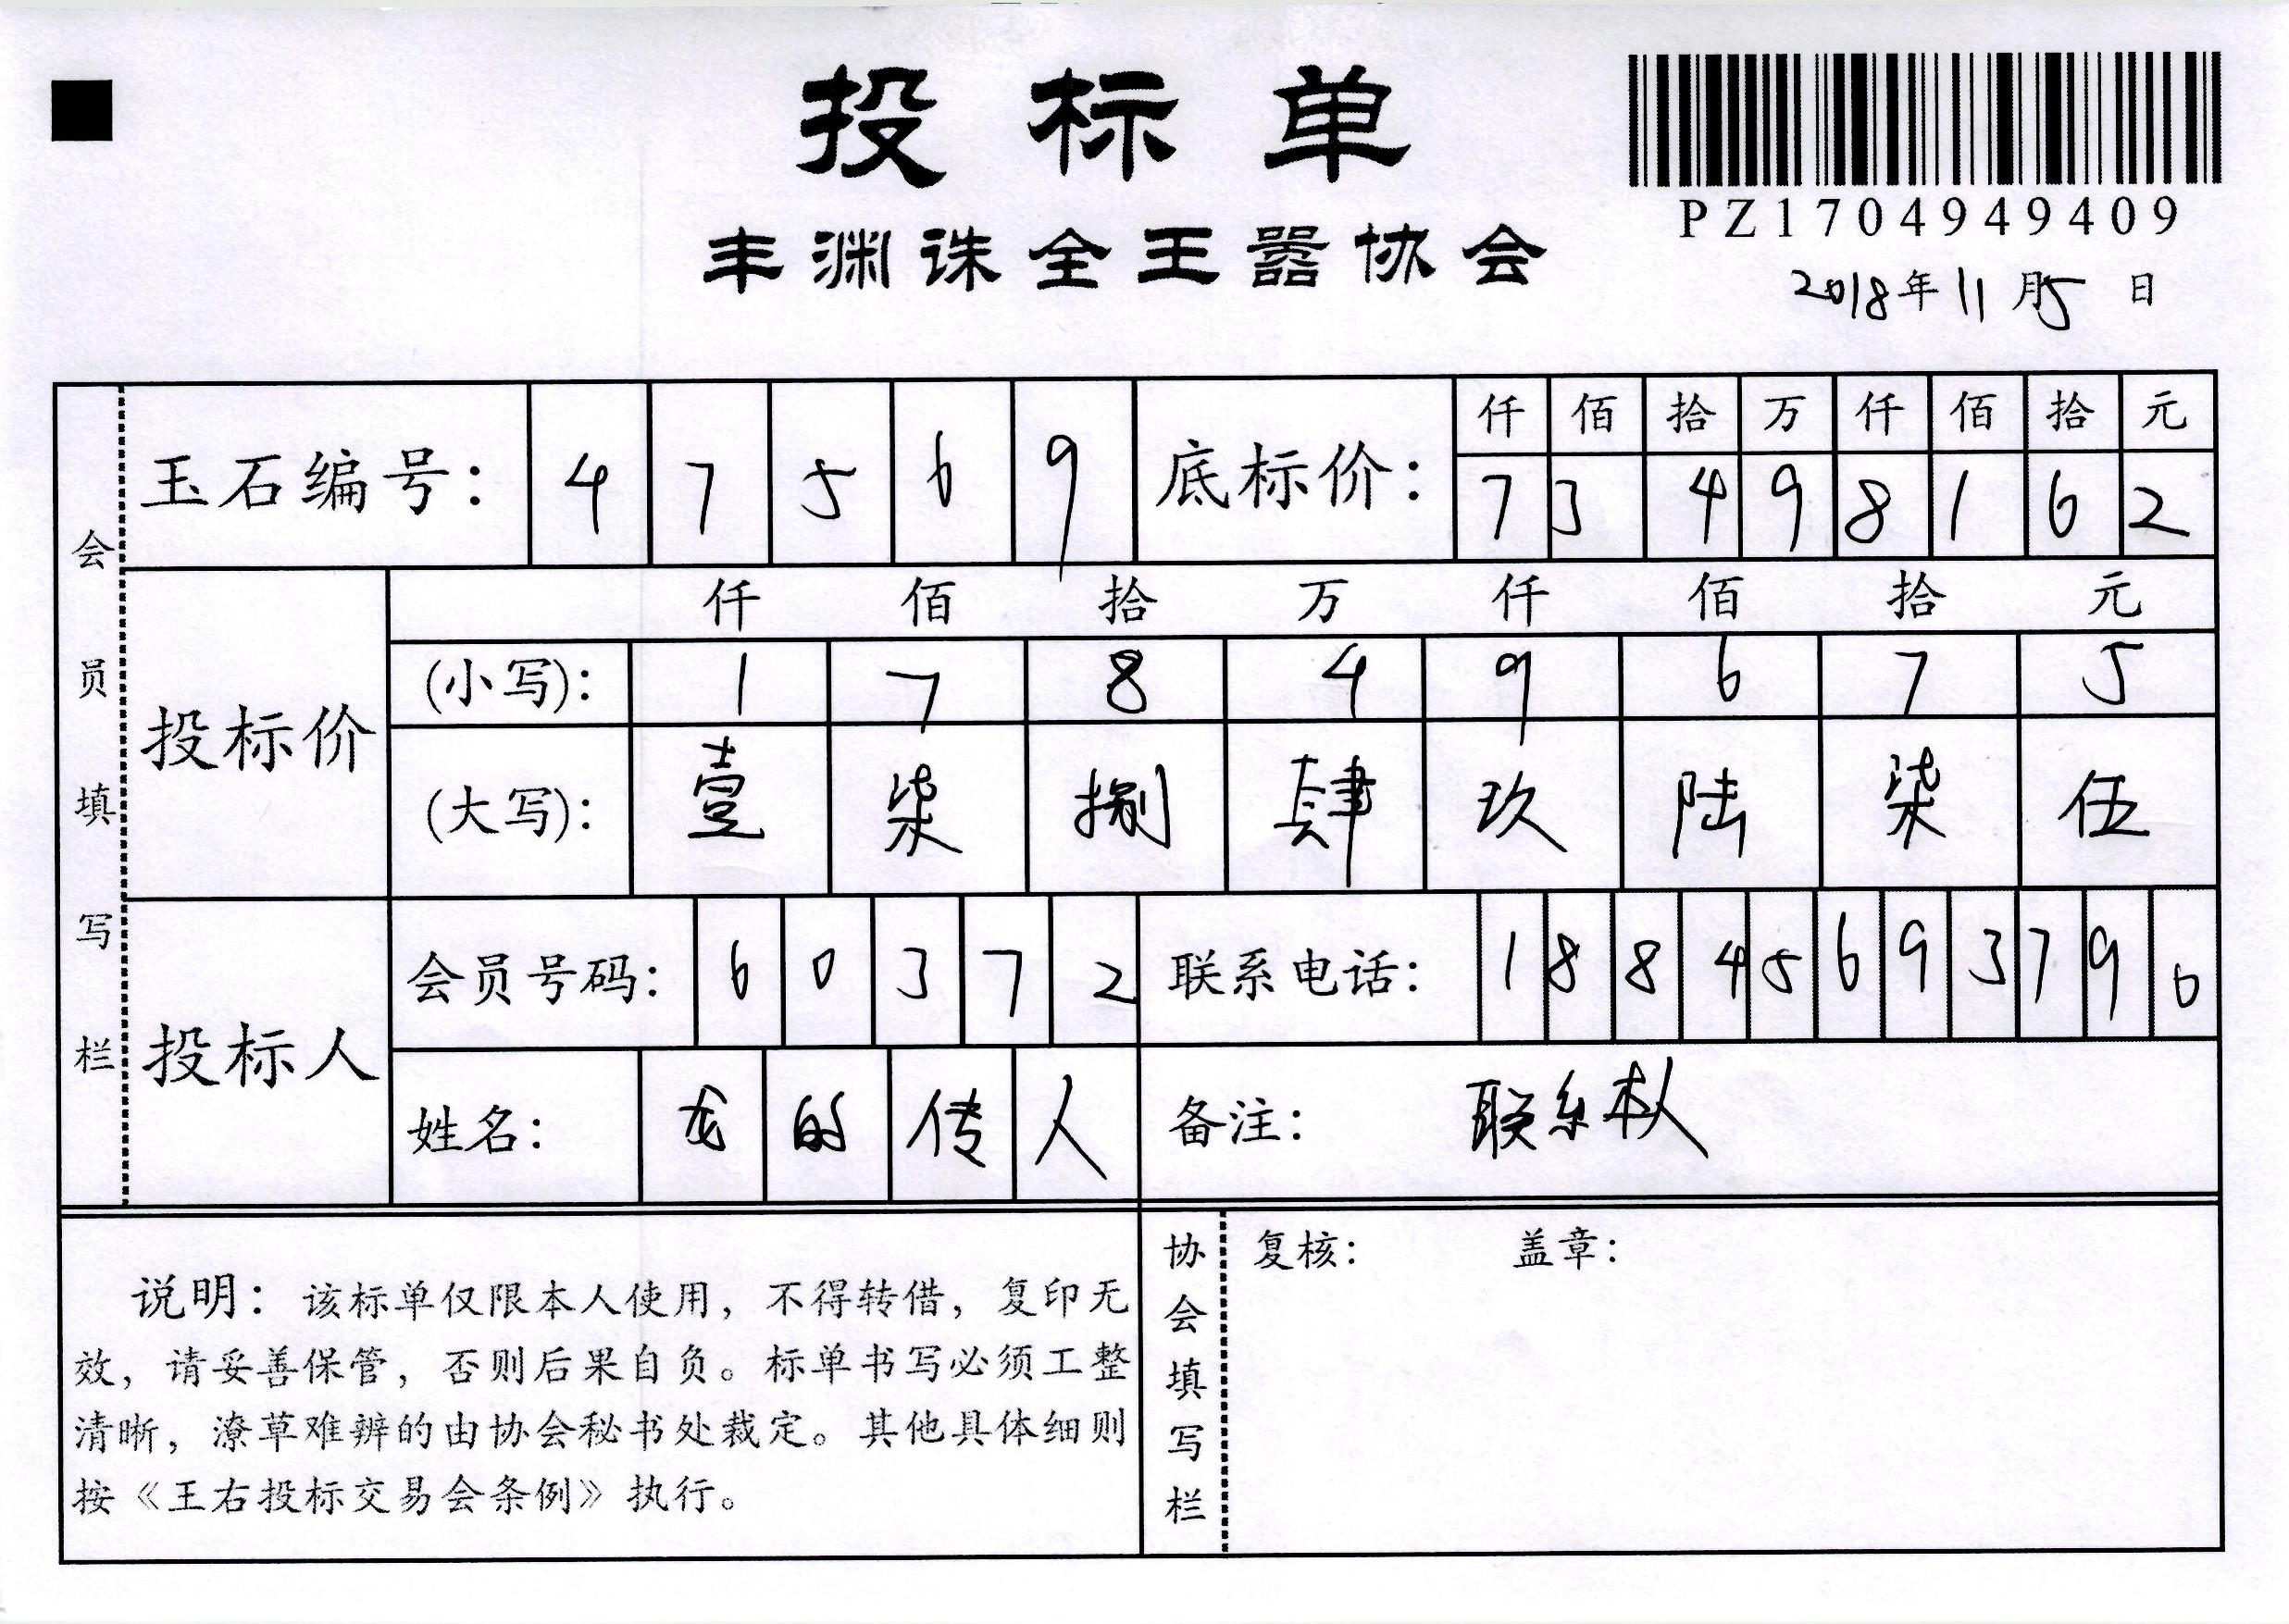 投标单
丰渊诛全王嚣协会
PZ1704949409
2018年11月5日
会员填写栏
玉石编号: 4 7 5 6 9
底标价: 仟 佰 拾 万 仟 佰 拾 元
7 3 4 9 8 1 6 2
投标价
仟 佰 拾 万 仟 佰 拾 元
(小写): 1 7 8 4 9 6 7 5
(大写): 壹 柒 捌 肆 玖 陆 柒 伍
投标人
会员号码: 6 0 3 7 2
联系电话: 1 8 8 4 5 6 9 3 7 9 6
姓名: 龙 的 传 人
备注: 联系本人
说明: 该标单仅限本人使用, 不得转借, 复印无
效, 请妥善保管, 否则后果自负。标单书写必须工整
清晰, 潦草难辨的由协会秘书处裁定。其他具体细则
按《王右投标交易会条例》执行。
协会填写栏
复核: 盖章: